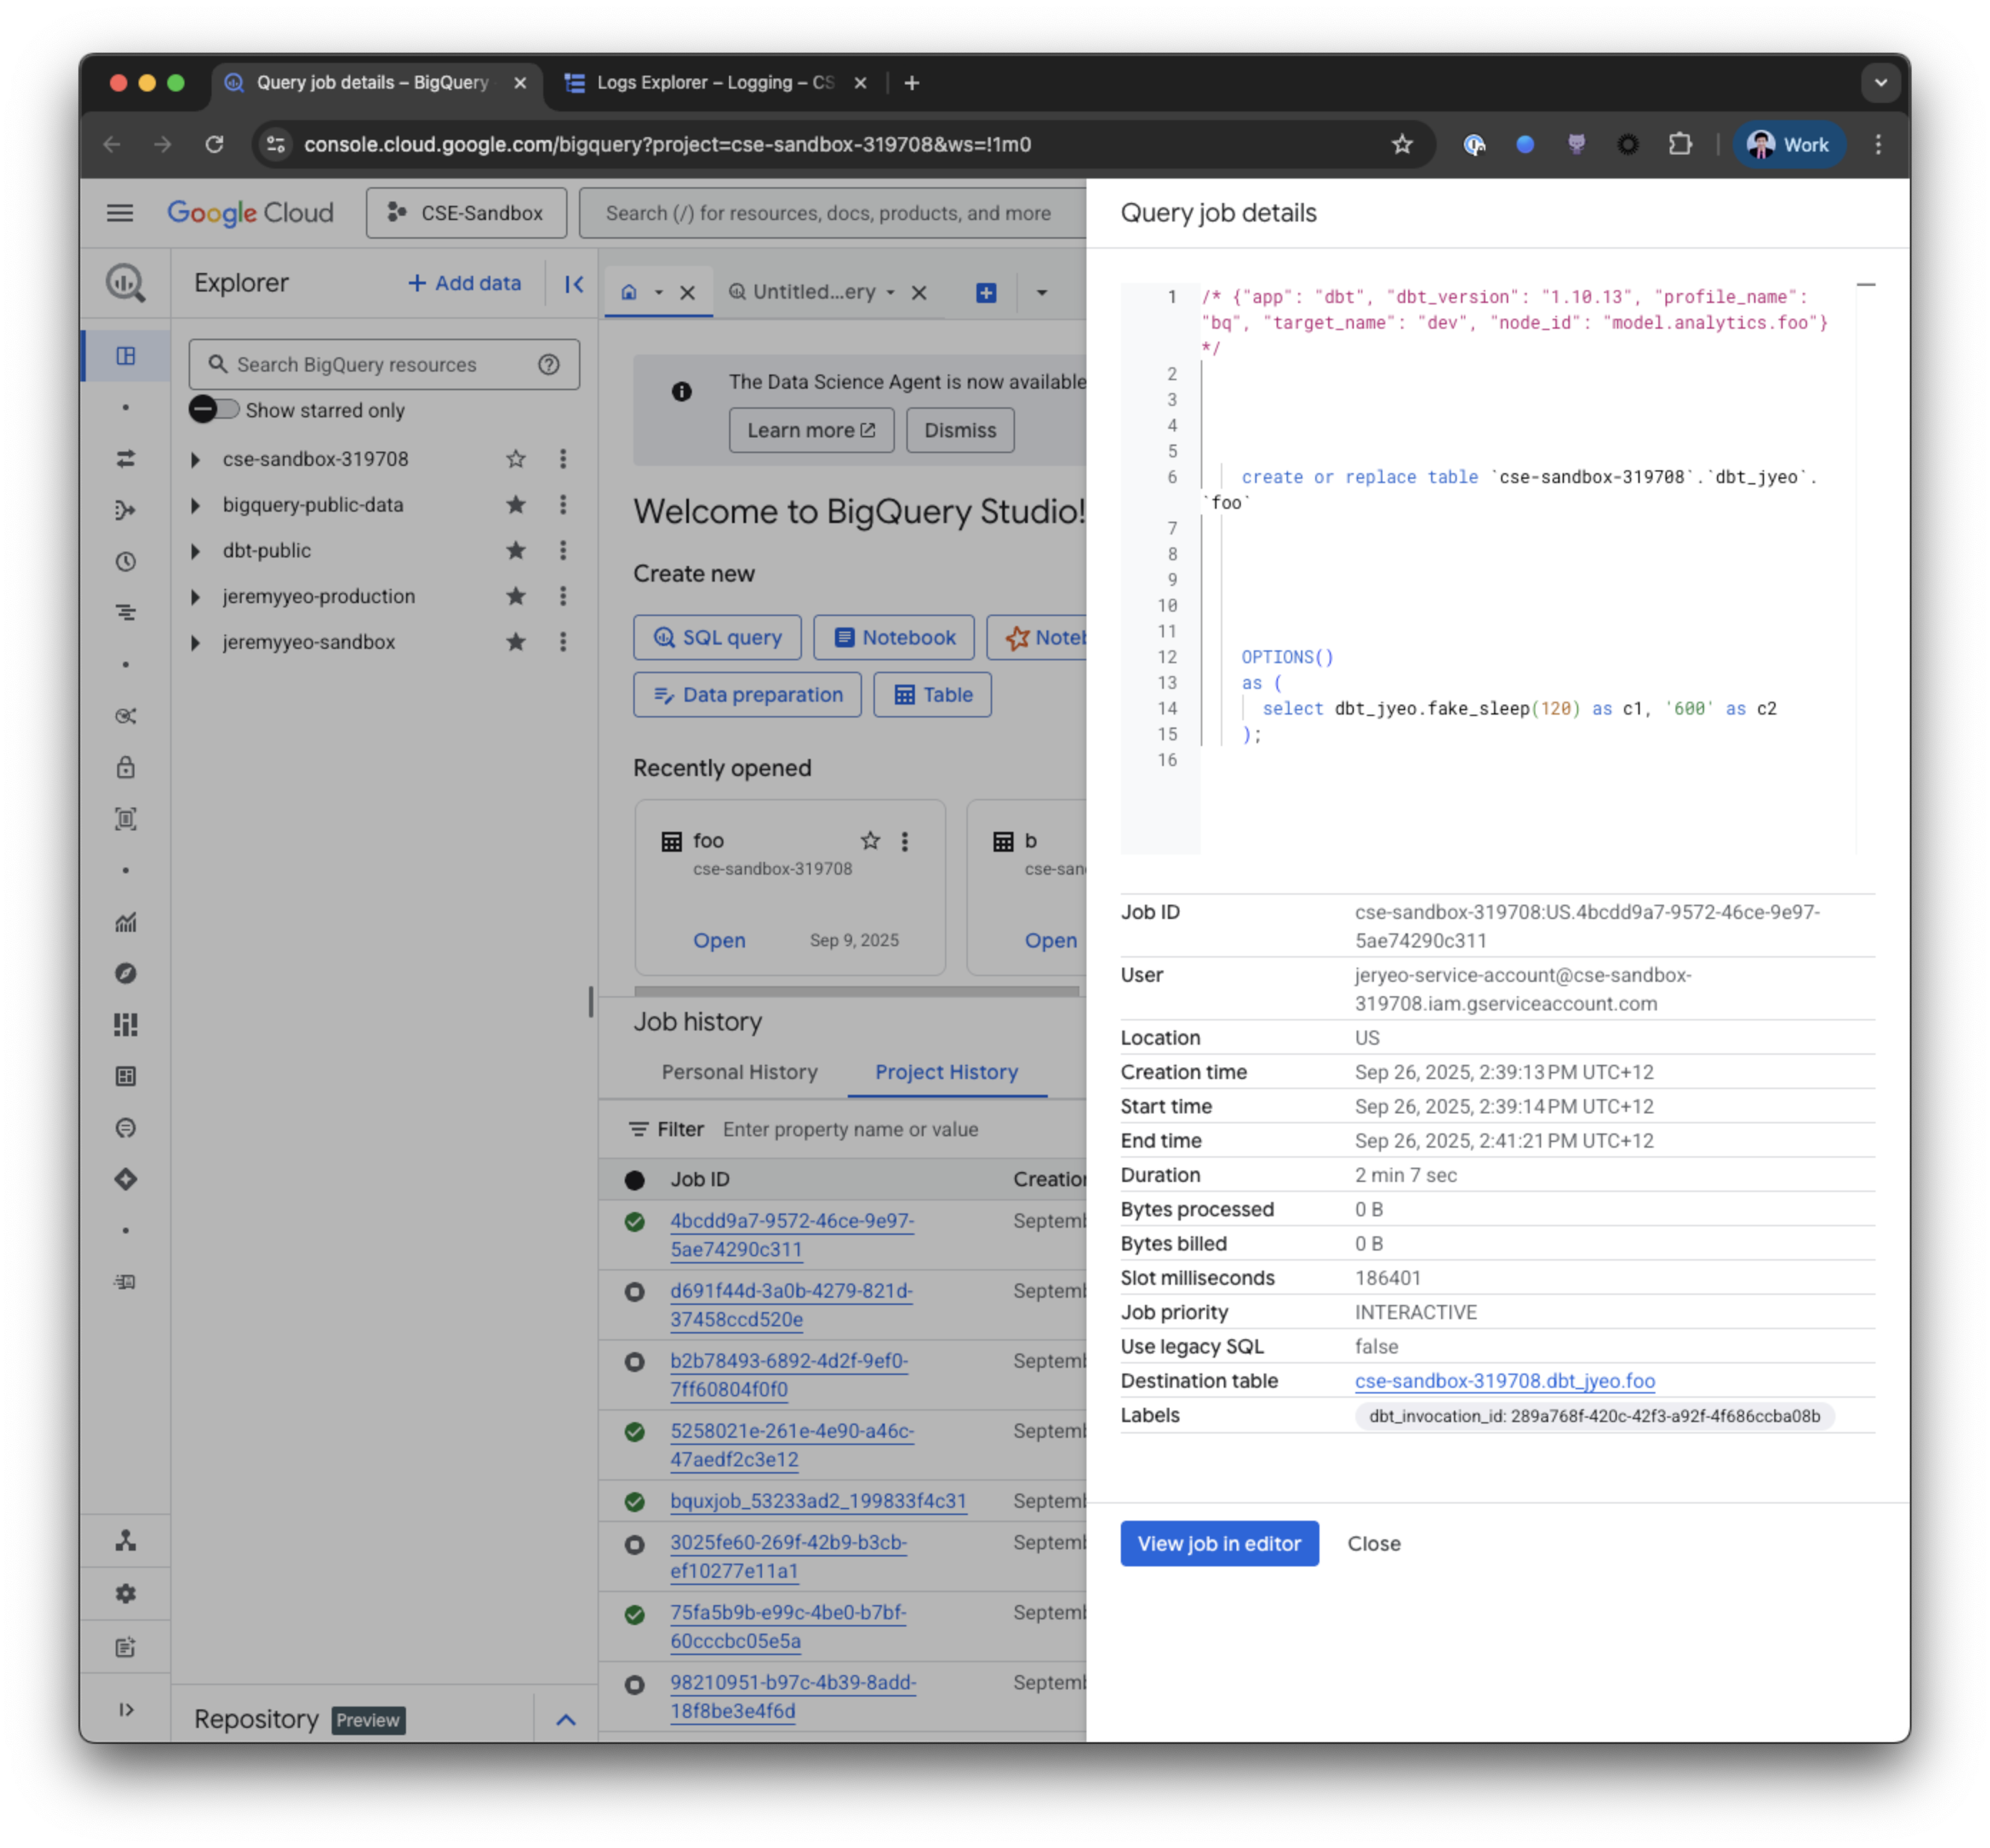 Query job details – BigQuery
Logs Explorer – Logging – CS
console.cloud.google.com/bigquery?project=cse-sandbox-319708&ws=!1m0
Work
Google Cloud
CSE-Sandbox
Search (/) for resources, docs, products, and more
Explorer
+ Add data
Search BigQuery resources
Show starred only
cse-sandbox-319708
bigquery-public-data
dbt-public
jeremyyeo-production
jeremyyeo-sandbox
Repository Preview
Untitled...ery
The Data Science Agent is now available
Learn more
Dismiss
Welcome to BigQuery Studio!
Create new
SQL query
Notebook
Noteb
Data preparation
Table
Recently opened
foo
cse-sandbox-319708
Open
Sep 9, 2025
b
cse-san
Open
Job history
Personal History
Project History
Filter Enter property name or value
Job ID
Creation
4bcdd9a7-9572-46ce-9e97-
5ae74290c311
Septemb
d691f44d-3a0b-4279-821d-
37458ccd520e
Septemb
b2b78493-6892-4d2f-9ef0-
7ff60804f0f0
Septemb
5258021e-261e-4e90-a46c-
47aedf2c3e12
Septemb
bquxjob_53233ad2_199833f4c31
Septemb
3025fe60-269f-42b9-b3cb-
ef10277e11a1
Septemb
75fa5b9b-e99c-4be0-b7bf-
60cccbc05e5a
Septemb
98210951-b97c-4b39-8add-
18f8be3e4f6d
Septemb
Query job details
1 /* {"app": "dbt", "dbt_version": "1.10.13", "profile_name":
"bq", "target_name": "dev", "node_id": "model.analytics.foo"}
*/
2
3
4
5
6 create or replace table `cse-sandbox-319708`.`dbt_jyeo`.
`foo`
7
8
9
10
11
12 OPTIONS()
13 as (
14 select dbt_jyeo.fake_sleep(120) as c1, '600' as c2
15 );
16
Job ID
cse-sandbox-319708:US.4bcdd9a7-9572-46ce-9e97-
5ae74290c311
User
jeryeo-service-account@cse-sandbox-
319708.iam.gserviceaccount.com
Location US
Creation time Sep 26, 2025, 2:39:13 PM UTC+12
Start time Sep 26, 2025, 2:39:14 PM UTC+12
End time Sep 26, 2025, 2:41:21 PM UTC+12
Duration 2 min 7 sec
Bytes processed 0 B
Bytes billed 0 B
Slot milliseconds 186401
Job priority INTERACTIVE
Use legacy SQL false
Destination table cse-sandbox-319708.dbt_jyeo.foo
Labels dbt_invocation_id: 289a768f-420c-42f3-a92f-4f686ccba08b
View job in editor
Close